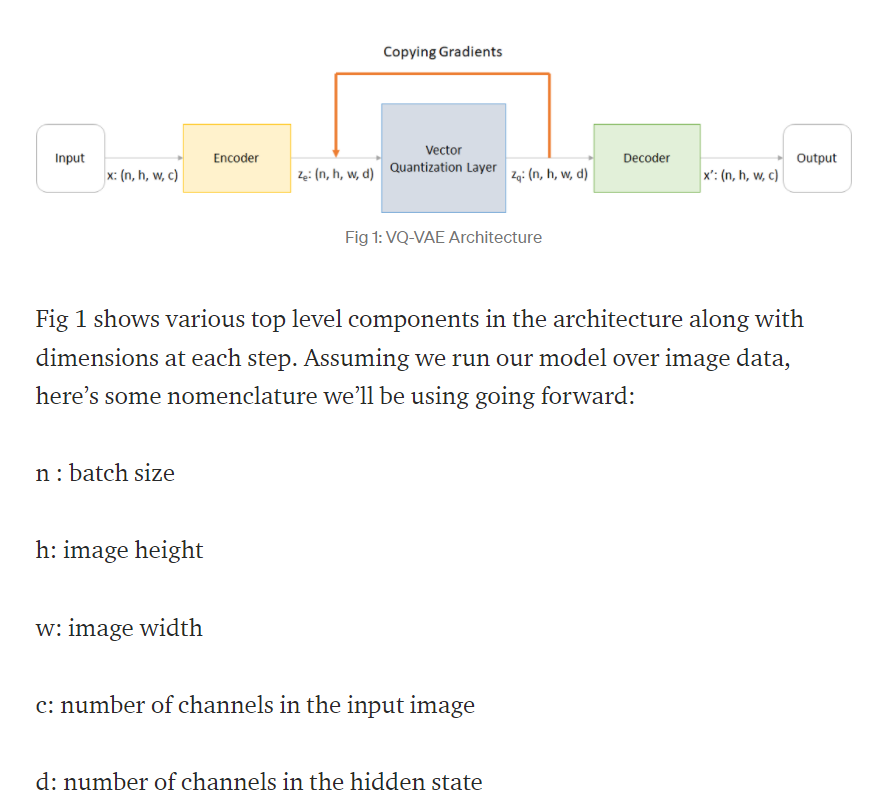 Copying Gradients
Input
x: (n, h, w, c)
Encoder
zₑ: (n, h, w, d)
Vector
Quantization Layer
z_q: (n, h, w, d)
Decoder
x’: (n, h, w, c)
Output
Fig 1: VQ-VAE Architecture
Fig 1 shows various top level components in the architecture along with
dimensions at each step. Assuming we run our model over image data,
here’s some nomenclature we’ll be using going forward:
n : batch size
h: image height
w: image width
c: number of channels in the input image
d: number of channels in the hidden state